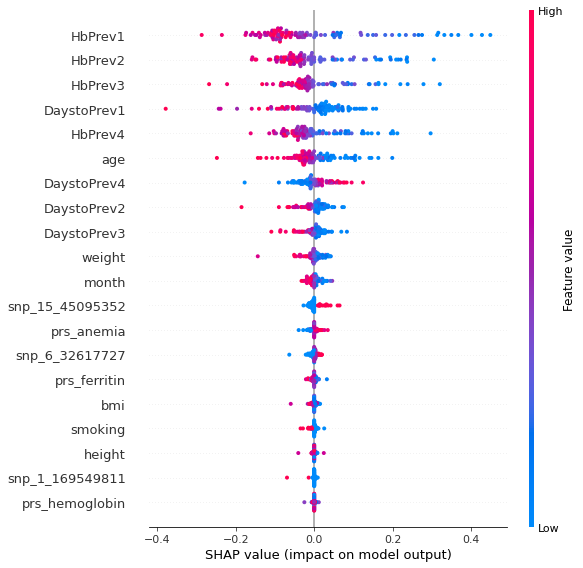 High
HbPrev1
HbPrev2
HbPrev3
DaystoPrev1
HbPrev4
age
DaystoPrev4
DaystoPrev2
DaystoPrev3
weight
month
snp_15_45095352
prs_anemia
snp_6_32617727
prs_ferritin
bmi
smoking
height
snp_1_169549811
prs_hemoglobin
Feature value
Low
−0.4 −0.2 0.0 0.2 0.4
SHAP value (impact on model output)